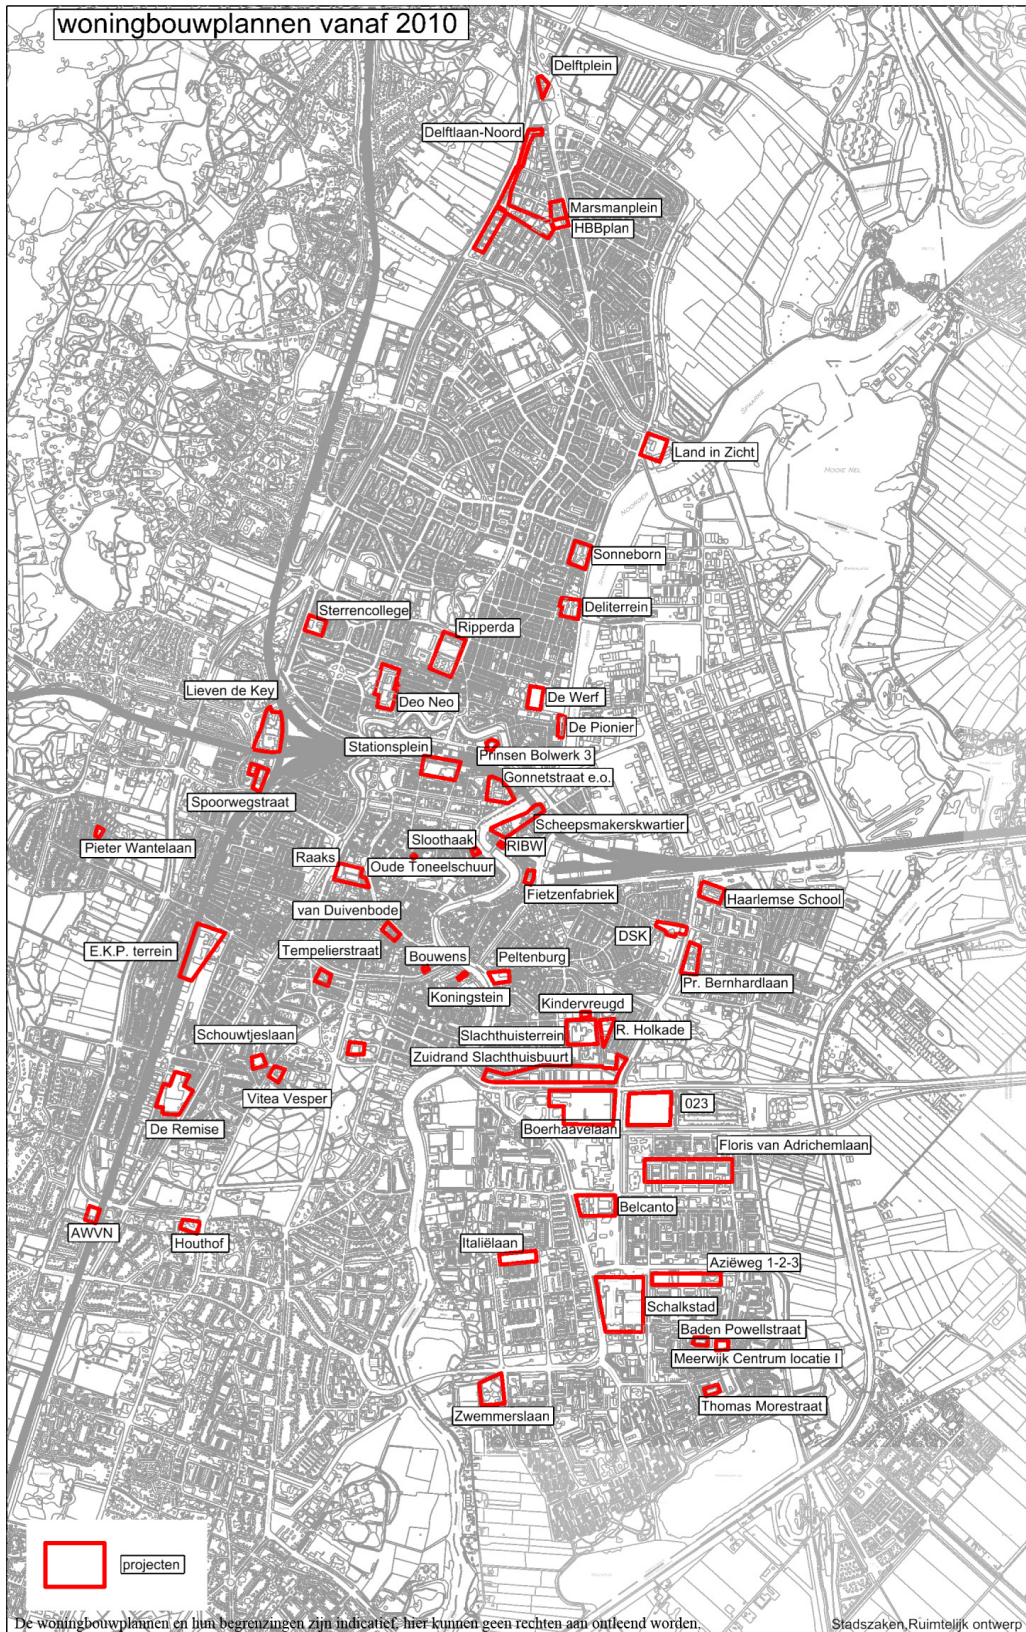 woningbouwplannen vanaf 2010
Delftplein
Delftlaan-Noord
Marsmanplein
HBBplan
SPAARNE
Land in Zicht
MOOIE NEL
NOORDER
Sonneborn
Deliterrein
Sterrencollege
Ripperda
Lieven de Key
Deo Neo
De Werf
De Pionier
Stationsplein
Prinsen Bolwerk 3
Gonnetstraat e.o.
Spoorwegstraat
Scheepsmakerskwartier
Pieter Wantelaan
Sloothaak
RIBW
Raaks
Oude Toneelschuur
Fietzenfabriek
Haarlemse School
van Duivenbode
DSK
E.K.P. terrein
Tempelierstraat
Bouwens
Peltenburg
Pr. Bernhardlaan
Koningstein
Kindervreugd
Schouwtjeslaan
Slachthuisterrein
R. Holkade
Zuidrand Slachthuisbuurt
Vitea Vesper
023
De Remise
Boerhaavelaan
Floris van Adrichemlaan
Belcanto
AWVN
Houthof
Italiëlaan
Aziëweg 1-2-3
Schalkstad
Baden Powellstraat
Meerwijk Centrum locatie I
Thomas Morestraat
Zwemmerslaan
projecten
De woningbouwplannen en hun begrenzingen zijn indicatief, hier kunnen geen rechten aan ontleend worden.
Stadszaken,Ruimtelijk ontwerp